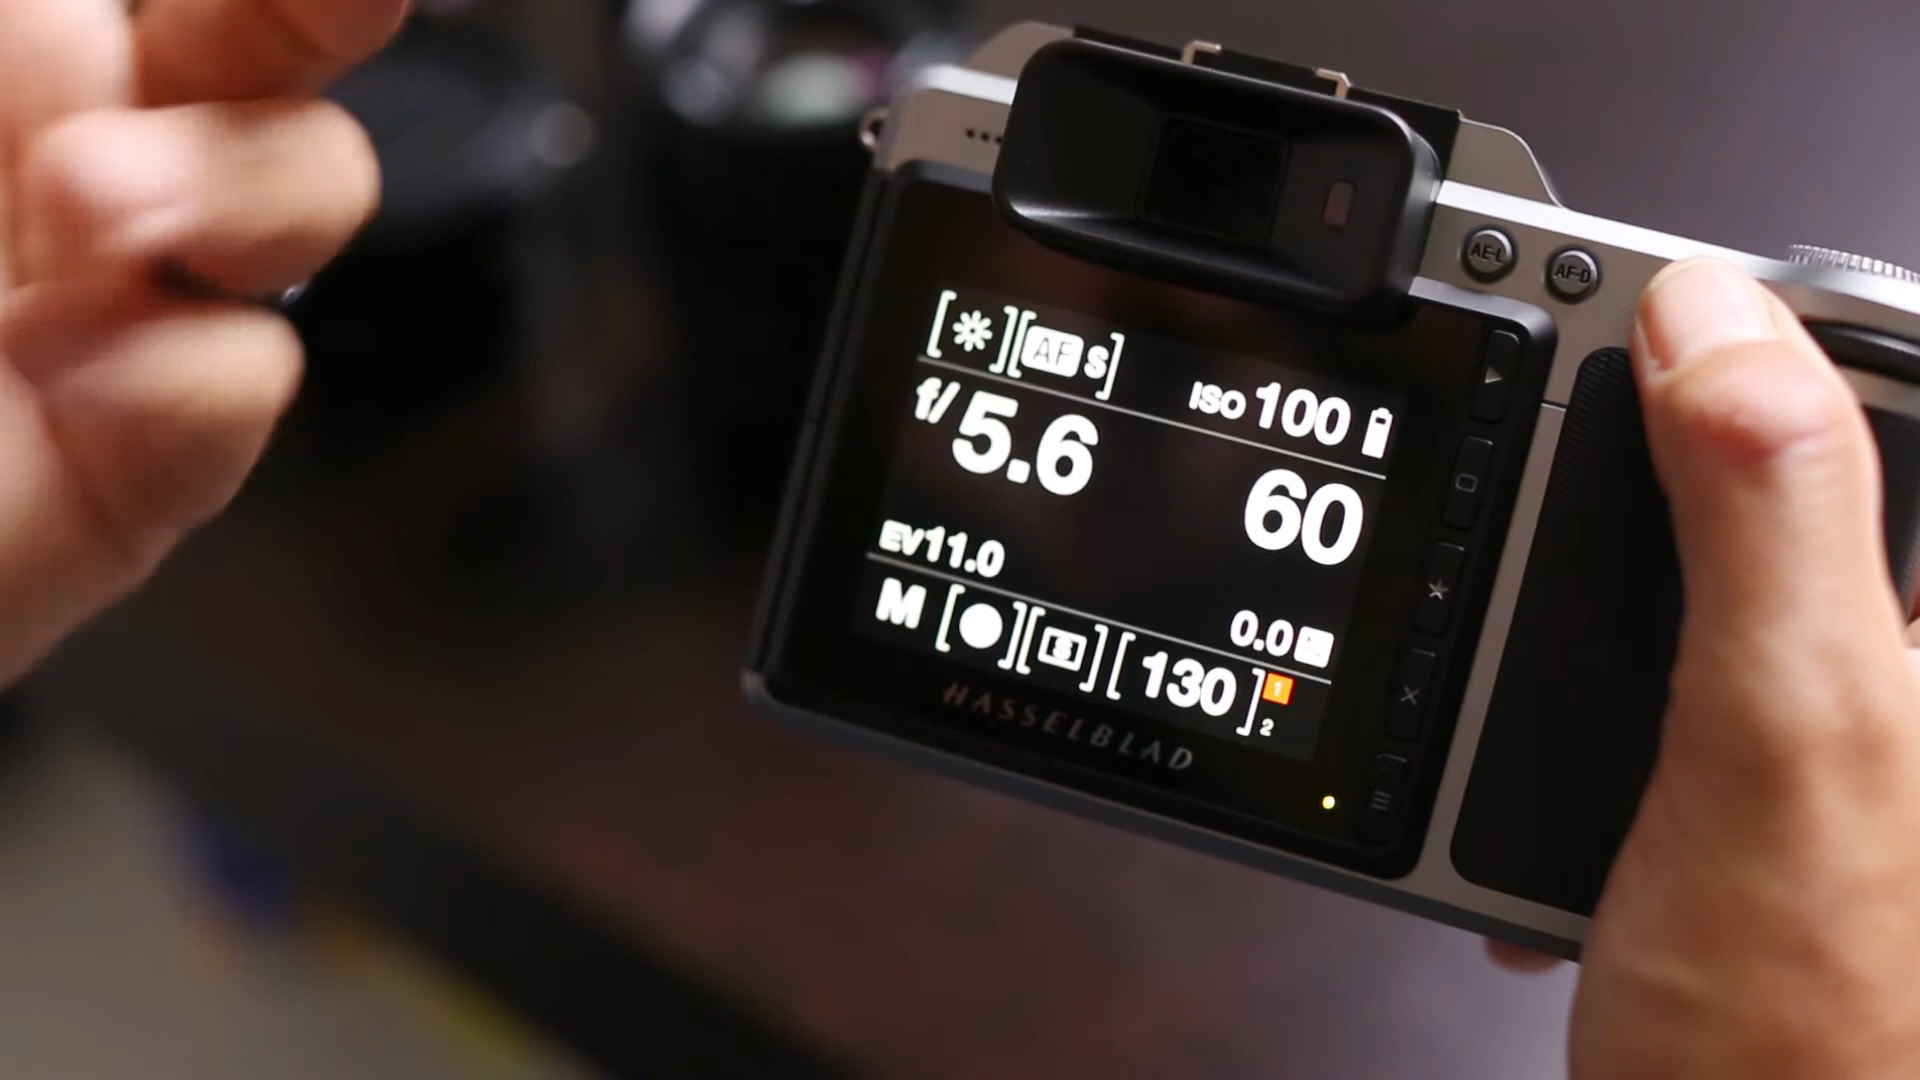 AE-L
AF-D
[ ] [AF S]
ISO 100
f/5.6
60
EV11.0
0.0
M [ ] [S] [130] 1
2
HASSELBLAD